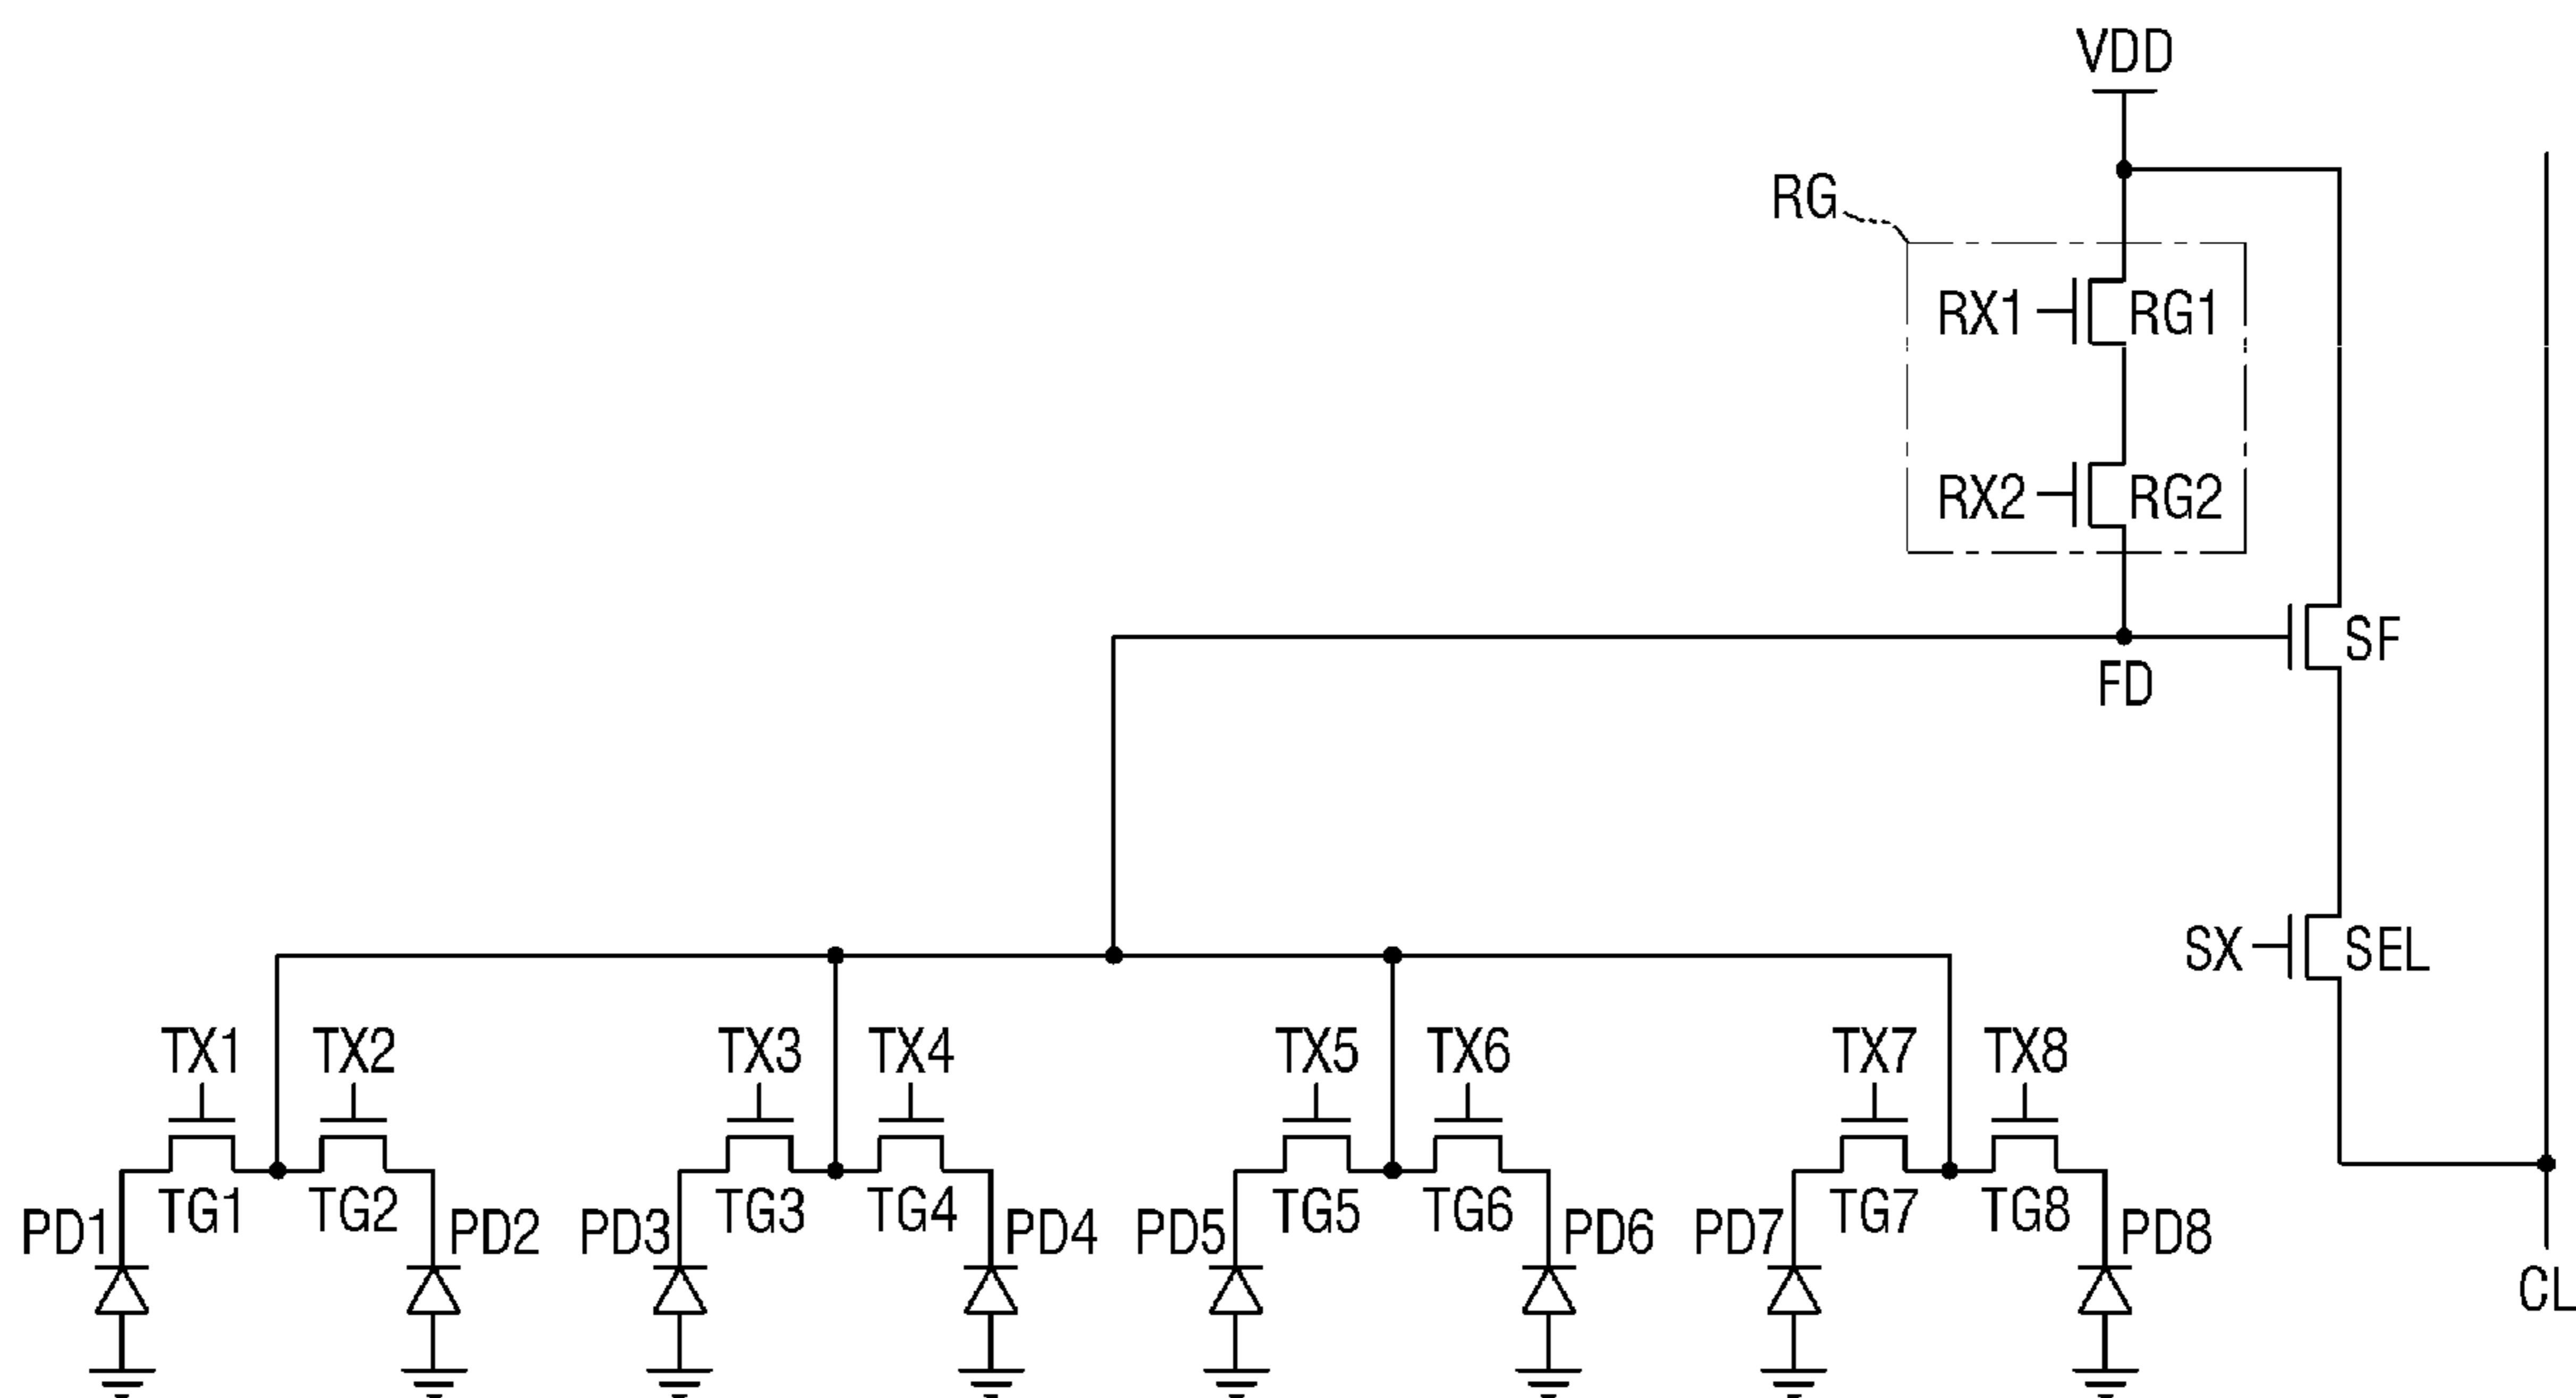 VDD
RG
RX1 RG1
RX2 RG2
SF
FD
SX SEL
TX1 TX2 TX3 TX4 TX5 TX6 TX7 TX8
TG1 TG2 TG3 TG4 TG5 TG6 TG7 TG8
PD1 PD2 PD3 PD4 PD5 PD6 PD7 PD8
CL